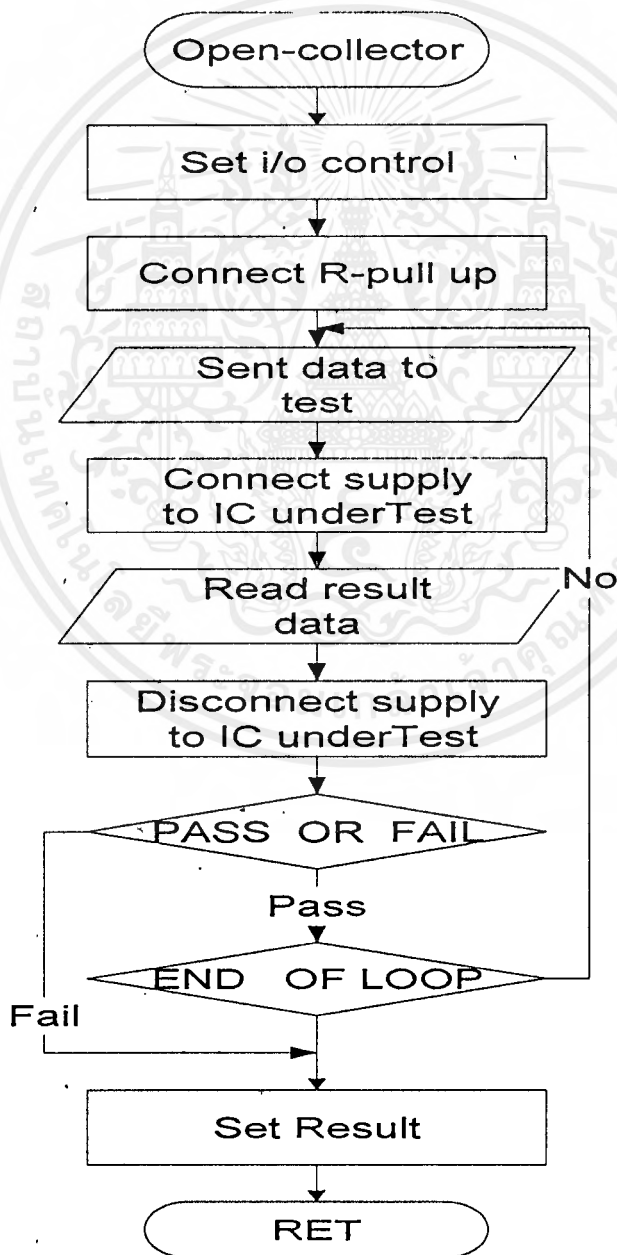 Open-collector
Set i/o control
Connect R-pull up
Sent data to
test
Connect supply
to IC underTest
Read result
data
No
Disconnect supply
to IC underTest
PASS OR FAIL
Pass
END OF LOOP
Fail
Set Result
RET